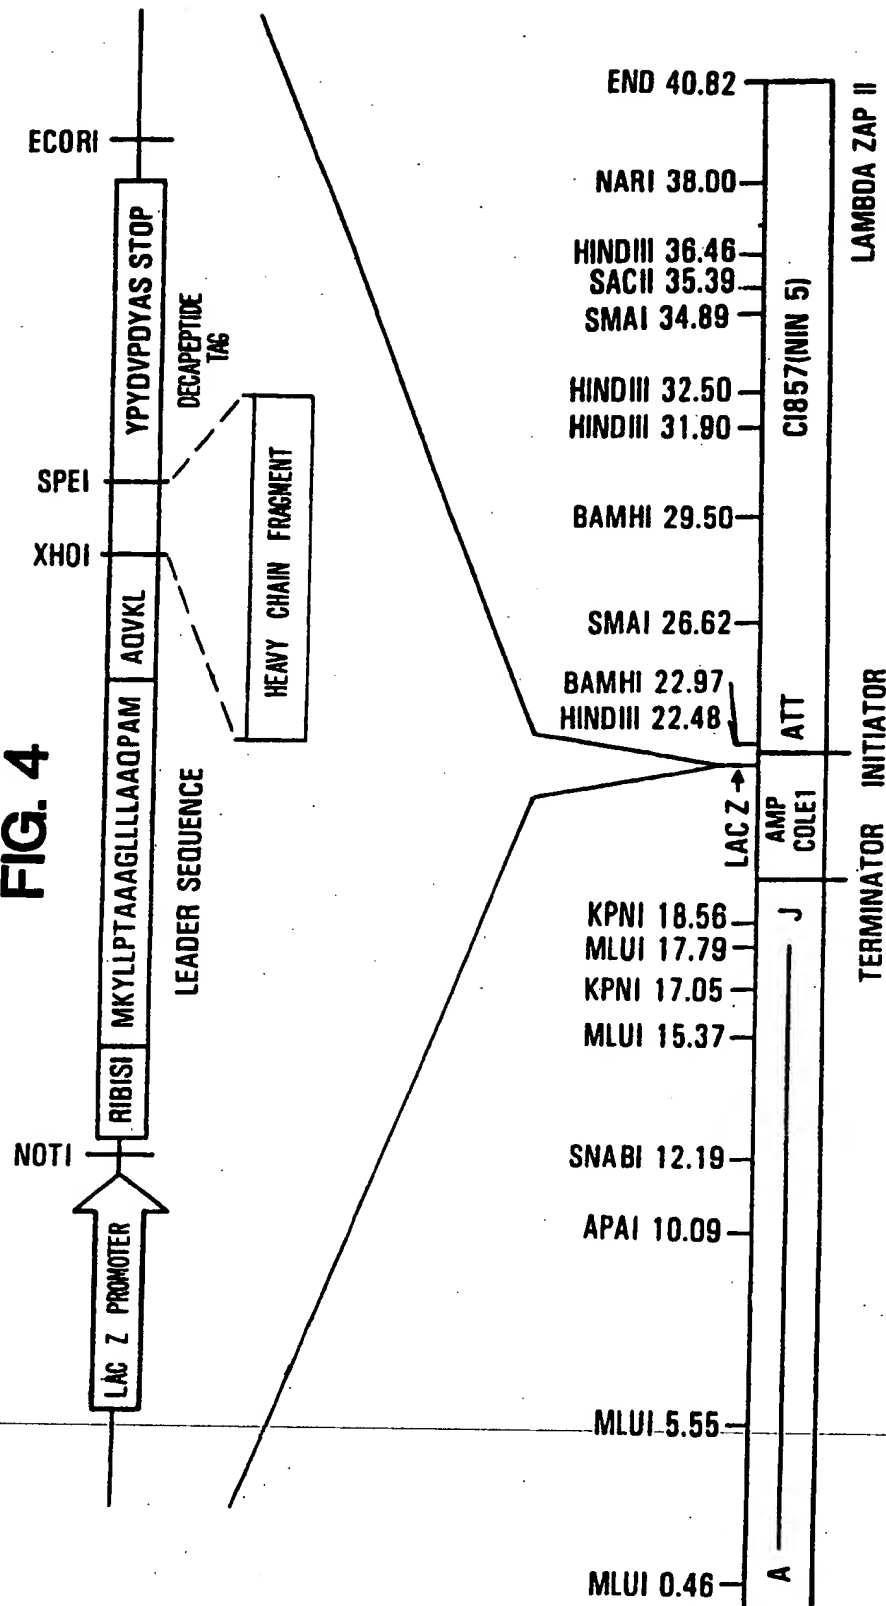 FIG. 4
LAC Z PROMOTER
NOTI
RIBISI
MKYLLPTAAAGLLLLAAQPAM
AQVKL
XHOI
SPEI
YPYDVPDYAS STOP
ECORI
LEADER SEQUENCE
DECAPEPTIDE
TAG
HEAVY CHAIN FRAGMENT
END 40.82
NARI 38.00
HINDIII 36.46
SACII 35.39
SMAI 34.89
HINDIII 32.50
HINDIII 31.90
BAMHI 29.50
SMAI 26.62
BAMHI 22.97
HINDIII 22.48
LAC Z
KPNI 18.56
MLUI 17.79
KPNI 17.05
MLUI 15.37
SNABI 12.19
APAI 10.09
MLUI 5.55
MLUI 0.46
A
J
AMP
COLE1
ATT
CI857(NIN 5)
TERMINATOR
INITIATOR
LAMBDA ZAP II